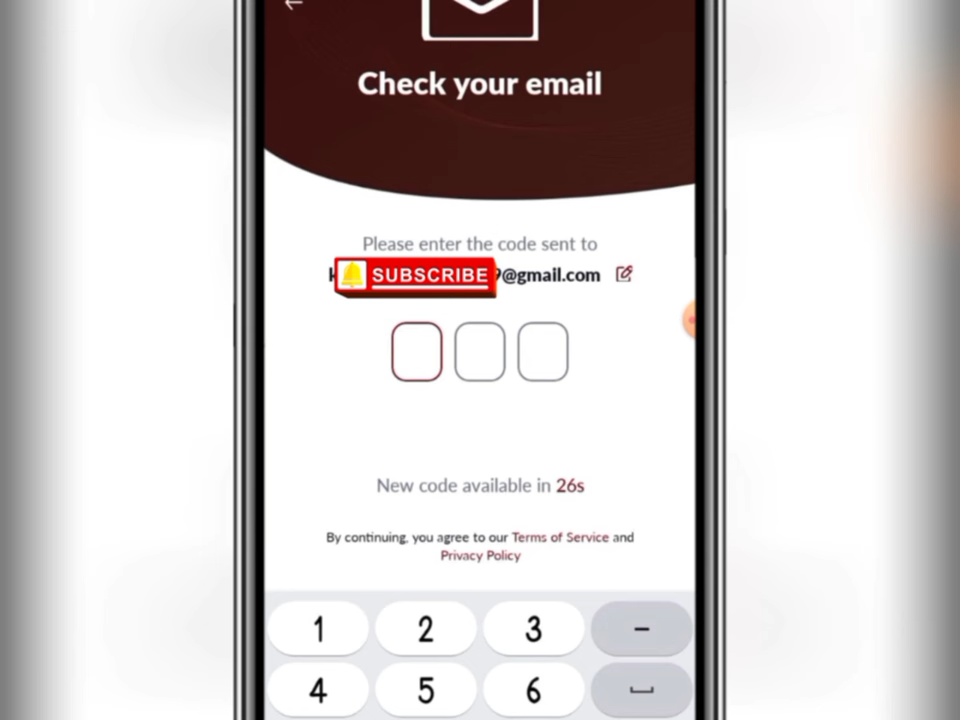 Check your email
Please enter the code sent to
SUBSCRIBE 9@gmail.com
New code available in 26s
By continuing, you agree to our Terms of Service and
Privacy Policy
1 2 3 -
4 5 6